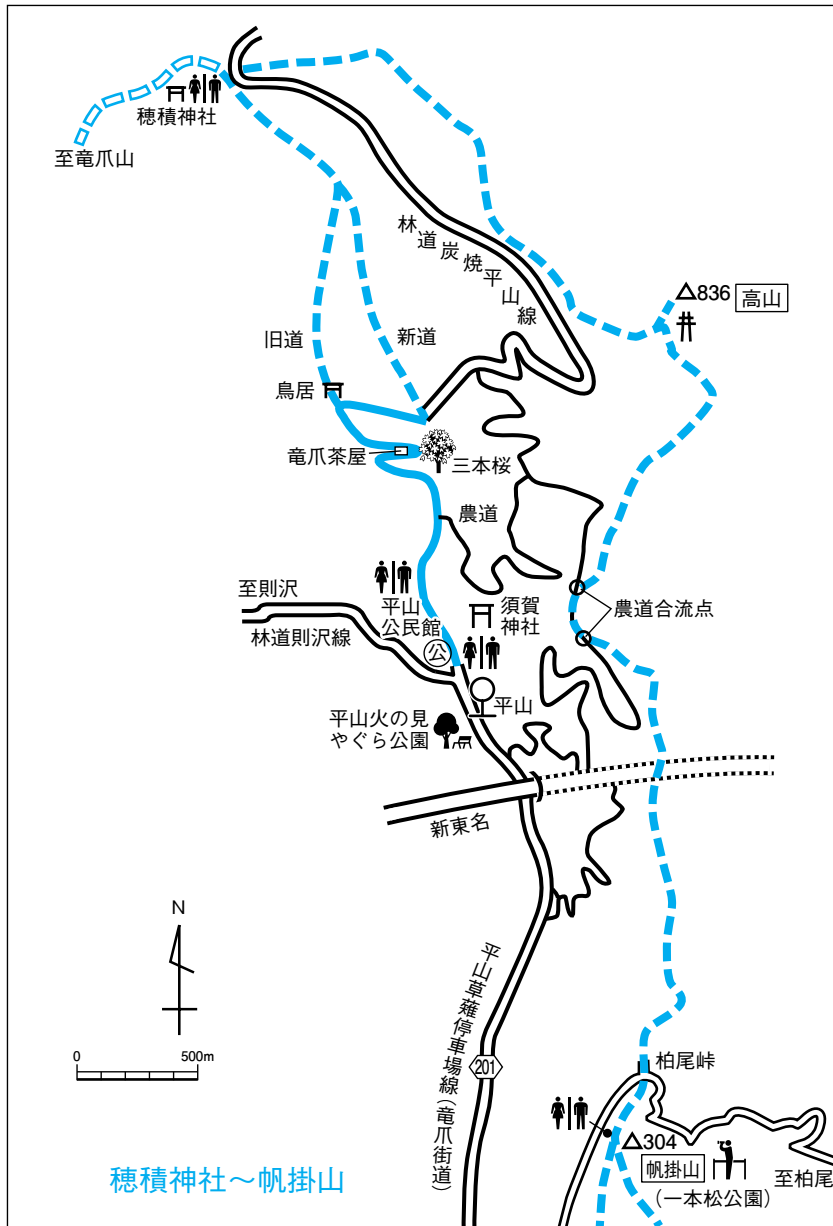 穂積神社
至竜爪山
林道炭焼平山線
△836 高山
旧道
新道
鳥居
竜爪茶屋
三本桜
農道
平山
公民館
公
須賀
神社
農道合流点
至則沢
林道則沢線
平山
平山火の見
やぐら公園
新東名
N
0 500m
平山草薙停車場線(竜爪街道)
201
柏尾峠
△304
帆掛山
(一本松公園)
至柏尾
穂積神社～帆掛山